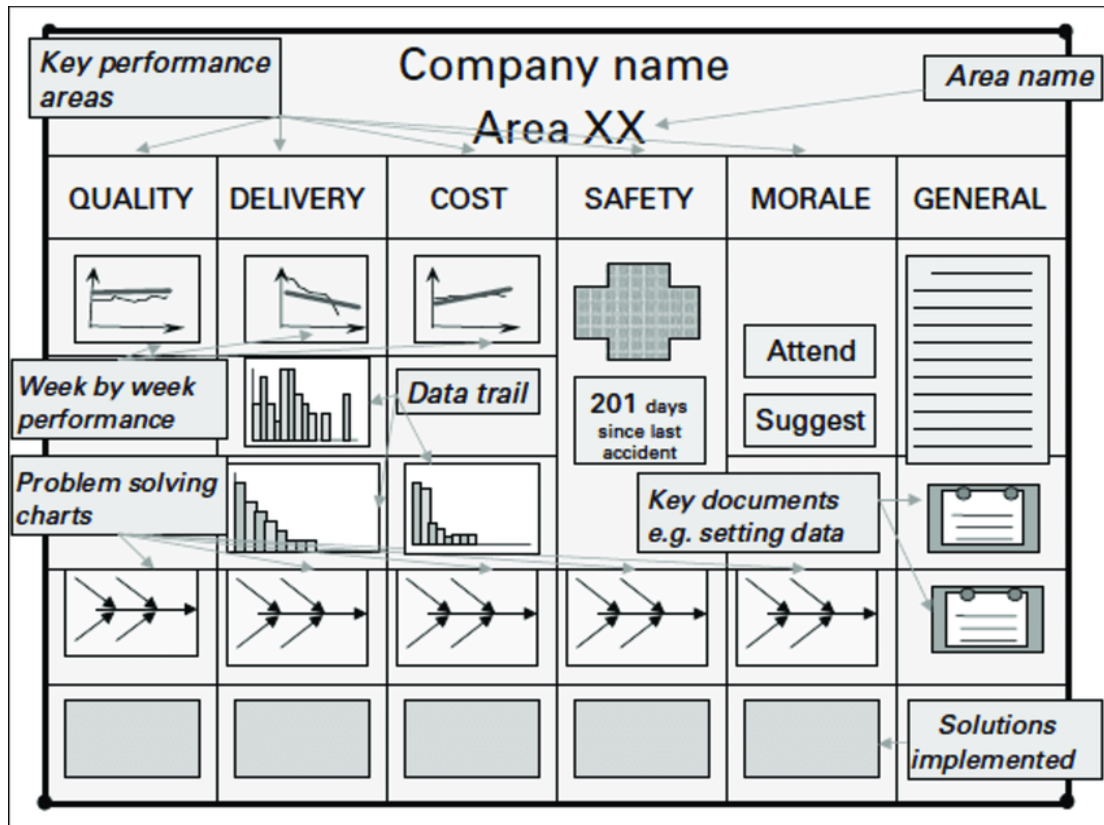 Key performance
areas
Company name
Area name
Area XX
QUALITY
DELIVERY
COST
SAFETY
MORALE
GENERAL
Attend
Week by week
performance
Data trail
201 days
since last
accident
Suggest
Problem solving
charts
Key documents
e.g. setting data
Solutions
implemented